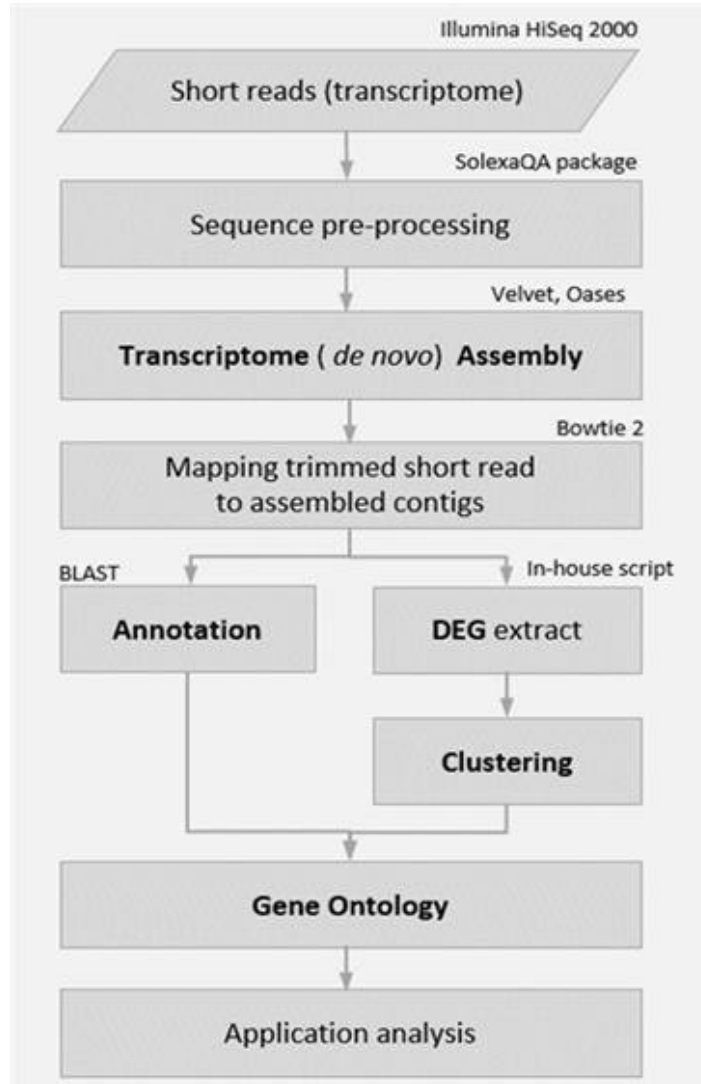 Illumina HiSeq 2000
Short reads (transcriptome)
SolexaQA package
Sequence pre-processing
Velvet, Oases
Transcriptome ( de novo) Assembly
Bowtie 2
Mapping trimmed short read
to assembled contigs
BLAST
Annotation
In-house script
DEG extract
Clustering
Gene Ontology
Application analysis